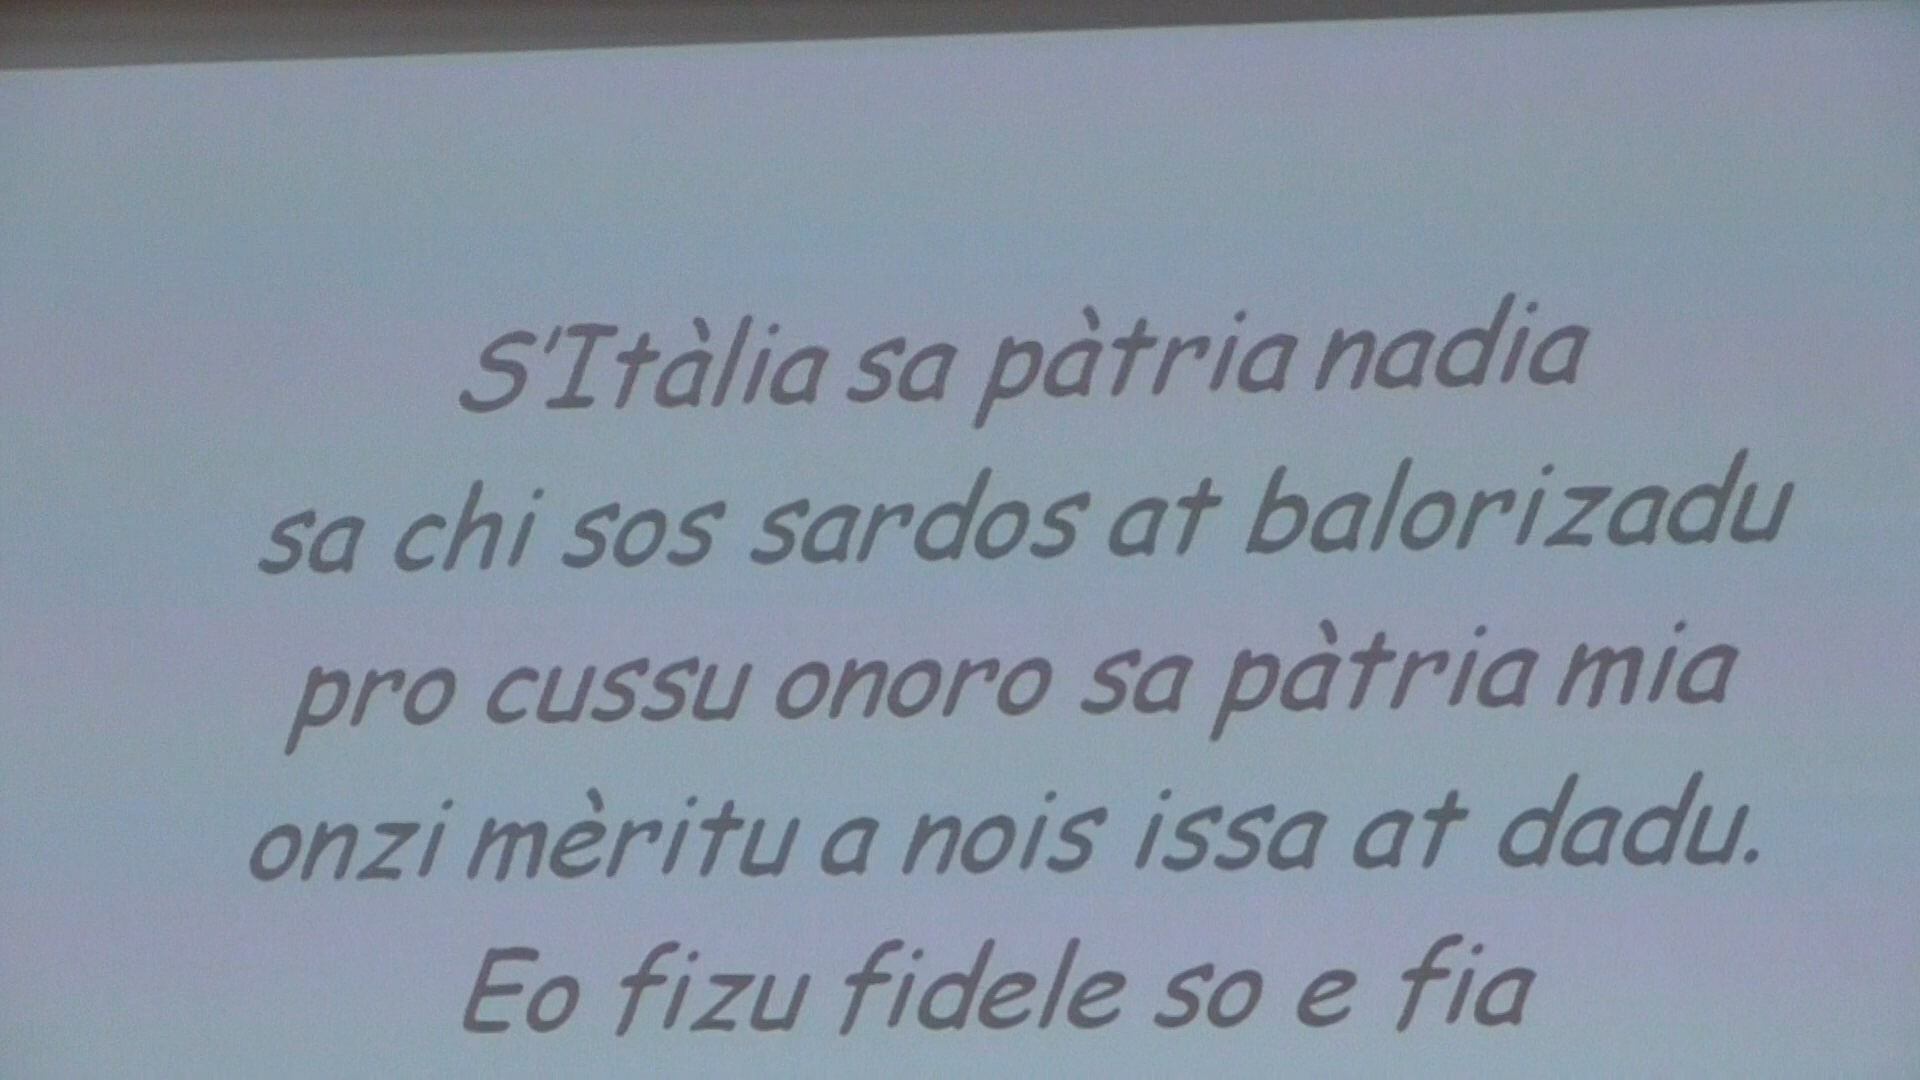 S'Itàlia sa pàtria nadia
sa chi sos sardos at balorizadu
pro cussu onoro sa pàtria mia
onzi mèritu a nois issa at dadu.
Eo fizu fidele so e fia